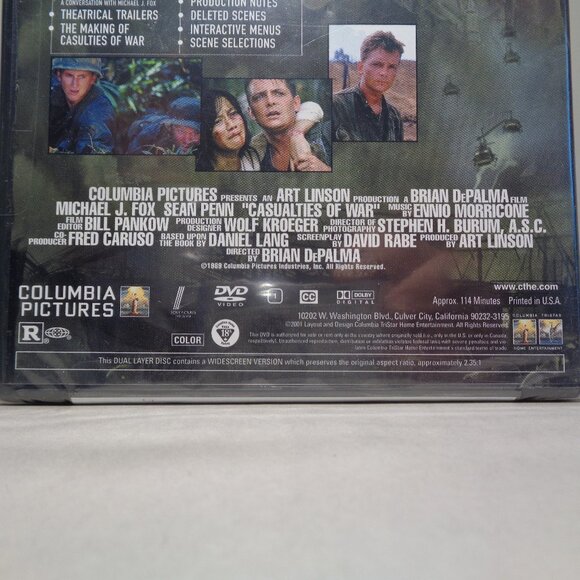 A CONVERSATION WITH MICHAEL J. FOX
•THEATRICAL TRAILERS
•THE MAKING OF
CASULTIES OF WAR
PRODUCTION NOTES
•DELETED SCENES
•INTERACTIVE MENUS
•SCENE SELECTIONS
COLUMBIA PICTURES PRESENTS AN ART LINSON PRODUCTION OF A BRIAN DEPALMA FILM
MICHAEL J. FOX SEAN PENN "CASUALTIES OF WAR" MUSIC BY ENNIO MORRICONE
FILM EDITOR BILL PANKOW PRODUCTION DESIGNER WOLF KROEGER DIRECTOR OF PHOTOGRAPHY STEPHEN H. BURUM, A.S.C.
CO-PRODUCER FRED CARUSO BASED UPON THE BOOK BY DANIEL LANG SCREENPLAY BY DAVID RABE PRODUCED BY ART LINSON
DIRECTED BY BRIAN DEPALMA
©1989 Columbia Pictures Industries, Inc. All Rights Reserved.
www.cthe.com
COLUMBIA
PICTURES
DVD
VIDEO
1
CC
DOLBY
DIGITAL
Approx. 114 Minutes Printed in U.S.A.
10202 W. Washington Blvd., Culver City, California 90232-3195
©2001 Layout and Design Columbia TriStar Home Entertainment. All Rights Reserved.
R
COLOR
COLUMBIA TRISTAR
HOME ENTERTAINMENT
This DUAL LAYER DISC contains a WIDESCREEN VERSION which preserves the original aspect ratio, approximately 2.35:1